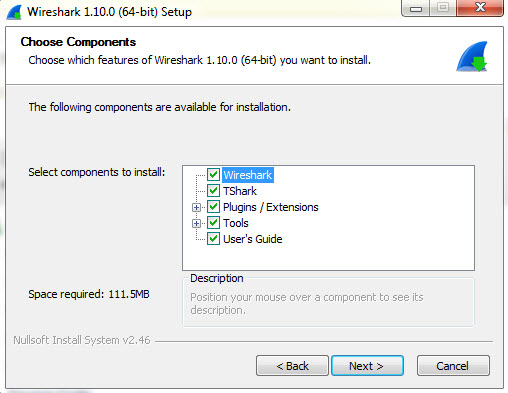 Wireshark 1.10.0 (64-bit) Setup
Choose Components
Choose which features of Wireshark 1.10.0 (64-bit) you want to install.
The following components are available for installation.
Select components to install:
Wireshark
TShark
Plugins / Extensions
Tools
User's Guide
Space required: 111.5MB
Description
Position your mouse over a component to see its
description.
Nullsoft Install System v2.46
< Back
Next >
Cancel